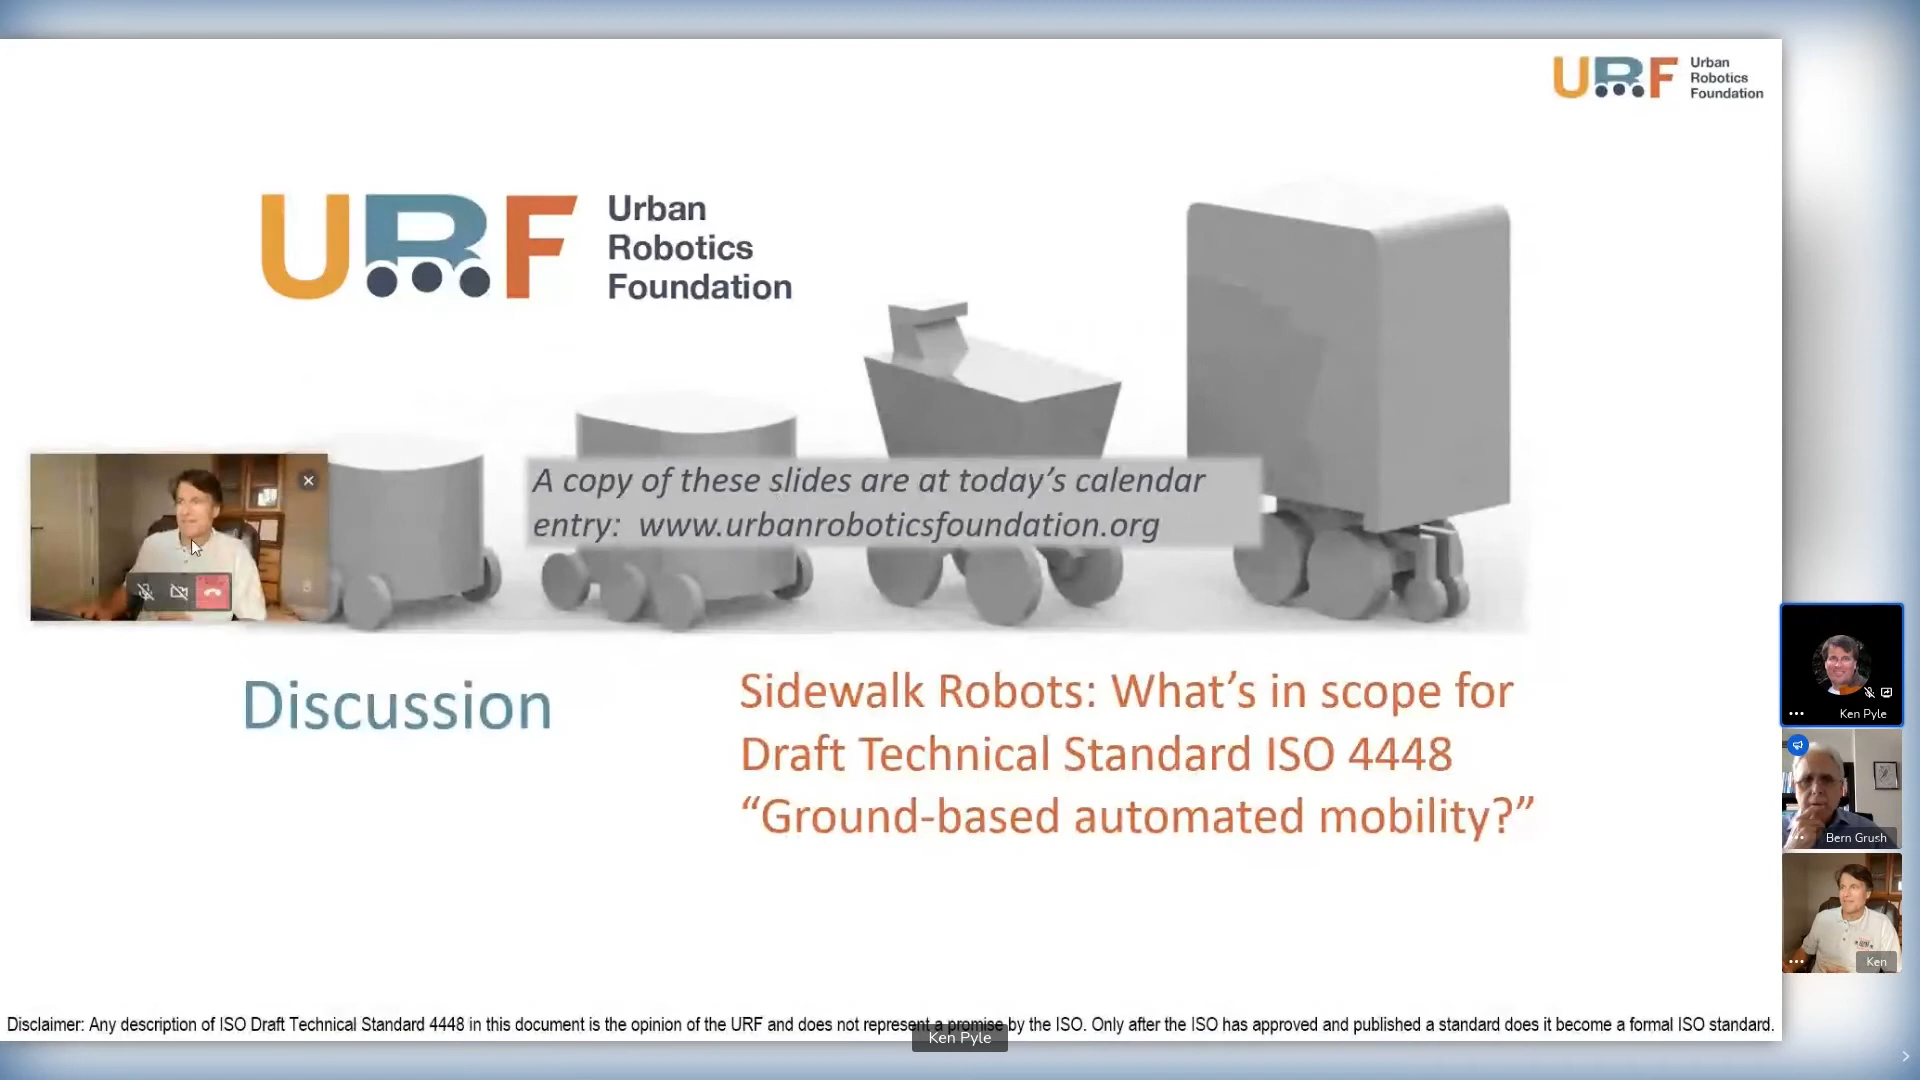 URF Urban
Robotics
Foundation
URF Urban
Robotics
Foundation
A copy of these slides are at today's calendar
entry: www.urbanroboticsfoundation.org
Discussion
Sidewalk Robots: What's in scope for
Draft Technical Standard ISO 4448
“Ground-based automated mobility?”
Ken Pyle
Bern Grush
Ken
Disclaimer: Any description of ISO Draft Technical Standard 4448 in this document is the opinion of the URF and does not represent a promise by the ISO. Only after the ISO has approved and published a standard does it become a formal ISO standard.
Ken Pyle